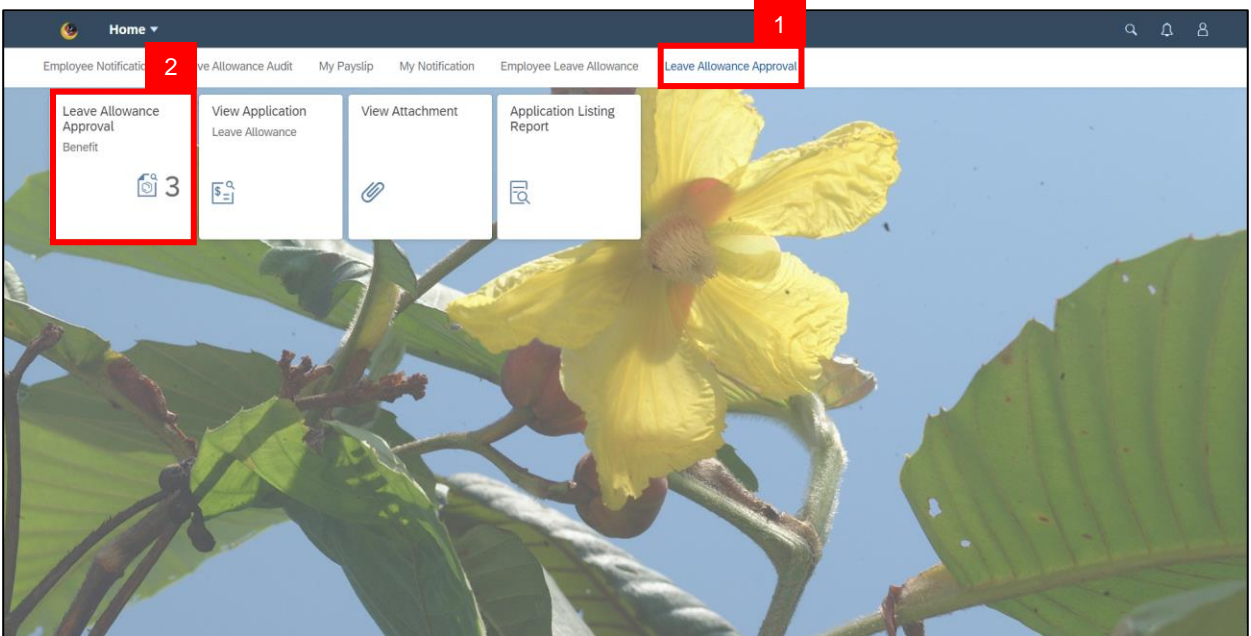 1
Home
2
Employee Notificatio
ve Allowance Audit
My Payslip
My Notification
Employee Leave Allowance
Leave Allowance Approval
Leave Allowance
Approval
Benefit
3
View Application
Leave Allowance
View Attachment
Application Listing
Report